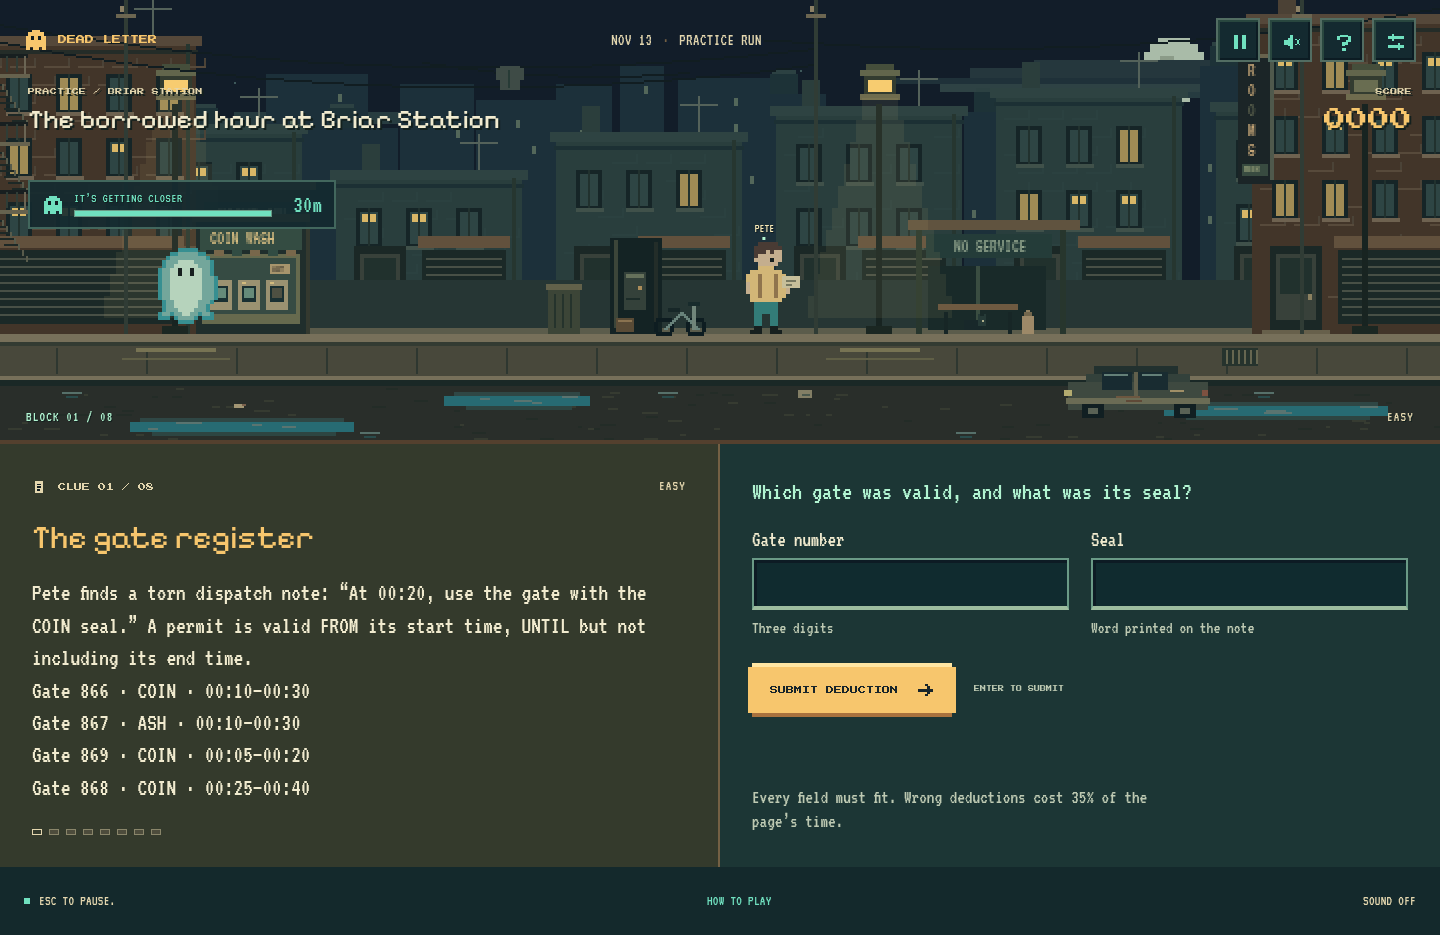 DEAD LETTER
NOV 13 · PRACTICE RUN
PRACTICE / BRIAR STATION
The borrowed hour at Briar Station
SCORE
0000
IT'S GETTING CLOSER
30m
ROOMS
COIN WASH
PETE
NO SERVICE
BLOCK 01 / 08
EASY
CLUE 01 / 08
EASY
The gate register
Pete finds a torn dispatch note: “At 00:20, use the gate with the
COIN seal.” A permit is valid FROM its start time, UNTIL but not
including its end time.
Gate 866 · COIN · 00:10–00:30
Gate 867 · ASH · 00:10–00:30
Gate 869 · COIN · 00:05–00:20
Gate 868 · COIN · 00:25–00:40
Which gate was valid, and what was its seal?
Gate number
Seal
Three digits
Word printed on the note
SUBMIT DEDUCTION →
ENTER TO SUBMIT
Every field must fit. Wrong deductions cost 35% of the
page’s time.
ESC TO PAUSE.
HOW TO PLAY
SOUND OFF